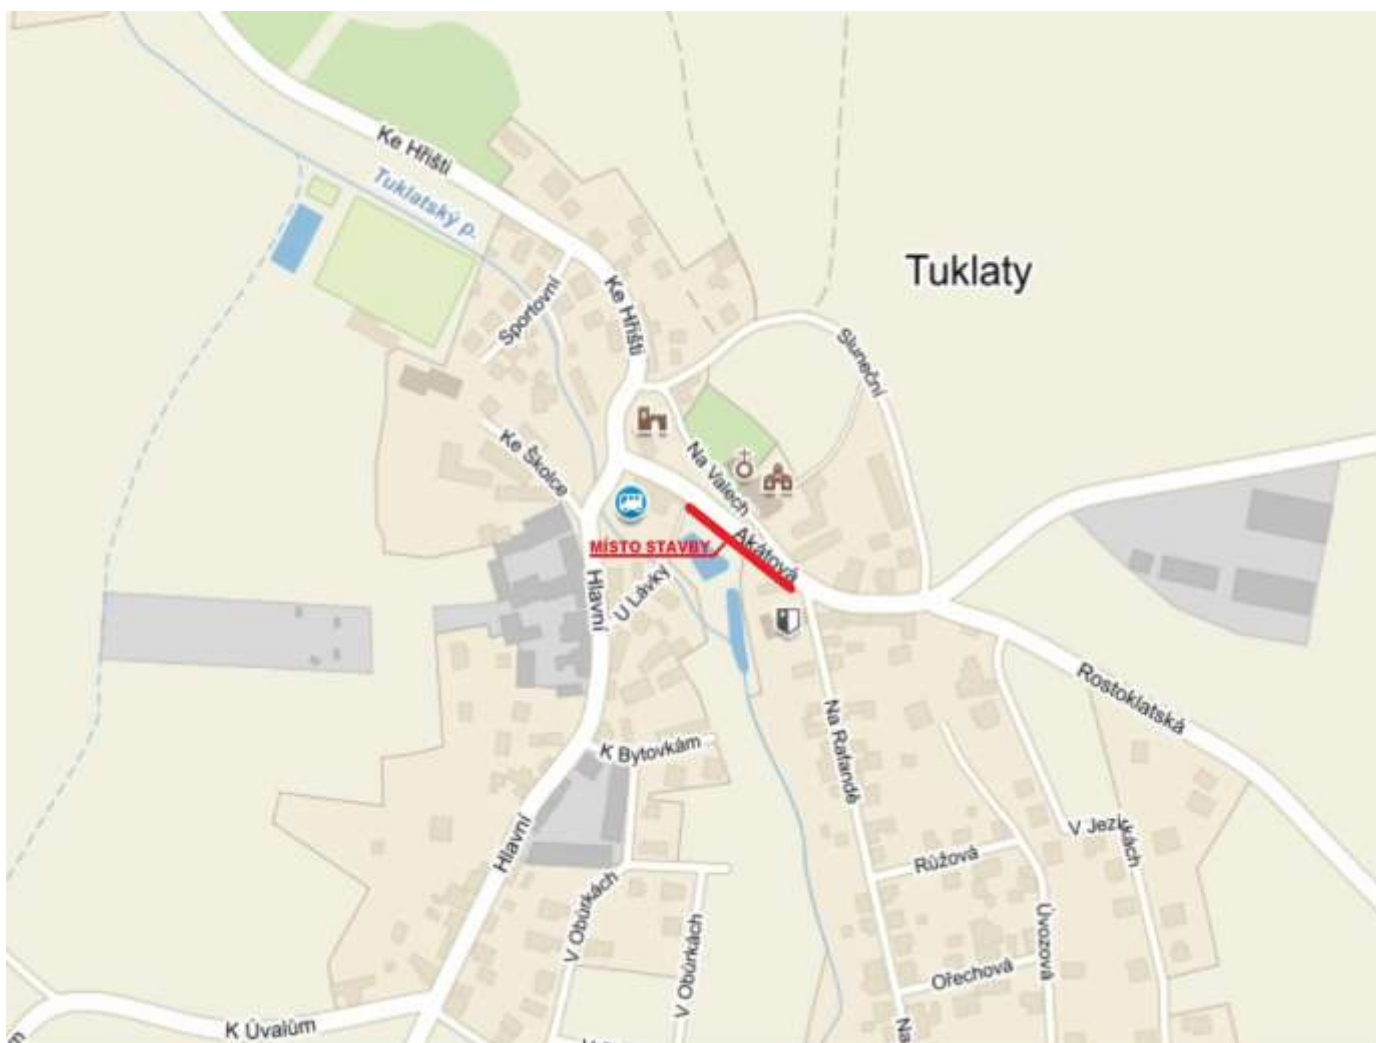 Ke Hřišti
Tuklatský p.
Tuklaty
Ke Hřišti
Sportovní
Sluneční
Ke Školce
Na Valech
Akátová
MÍSTO STAVBY
Hlavní
U Lávky
Rostoklatská
Na Rafandě
K Bytovkám
Hlavní
V Jezírkách
Růžová
V Obůrkách
V Obůrkách
Úvozová
Ořechová
K Úvalům
Na